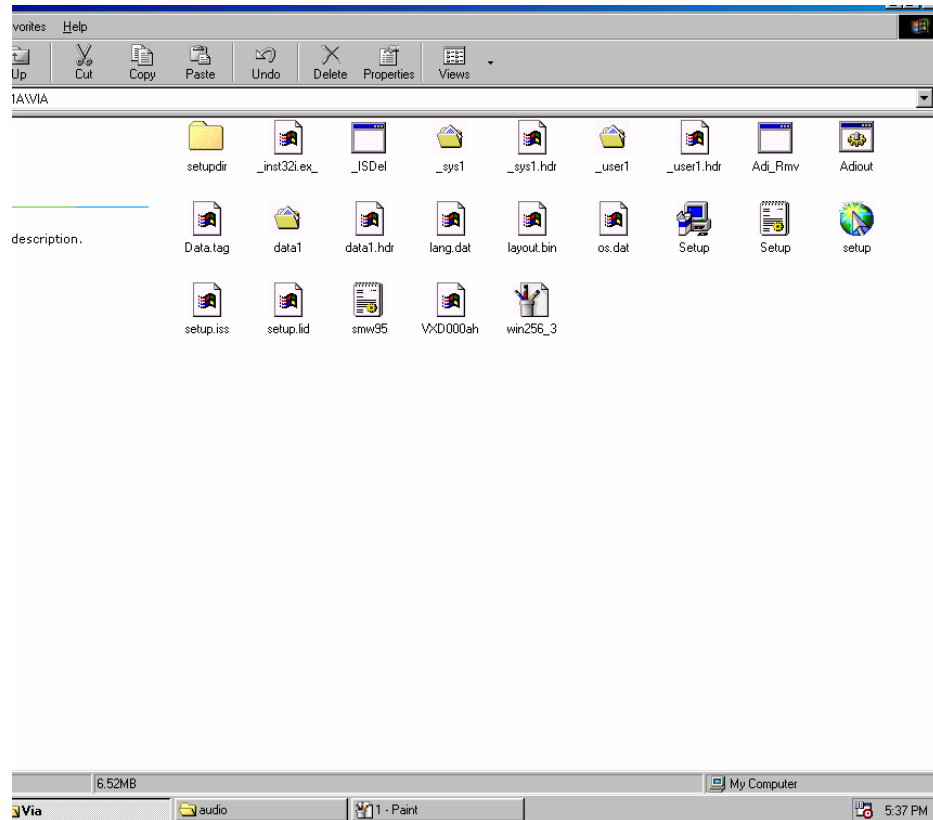 vorites Help
Up Cut Copy Paste Undo Delete Properties Views
1A\VIA
setupdir _inst32i.ex_ _ISDel _sys1 _sys1.hdr _user1 _user1.hdr Adi_Rmv Adiout
description.
Data.tag data1 data1.hdr lang.dat layout.bin os.dat Setup Setup setup
setup.iss setup.lid smw95 VXD000ah win256_3
6.52MB My Computer
Via audio 1 - Paint 5:37 PM